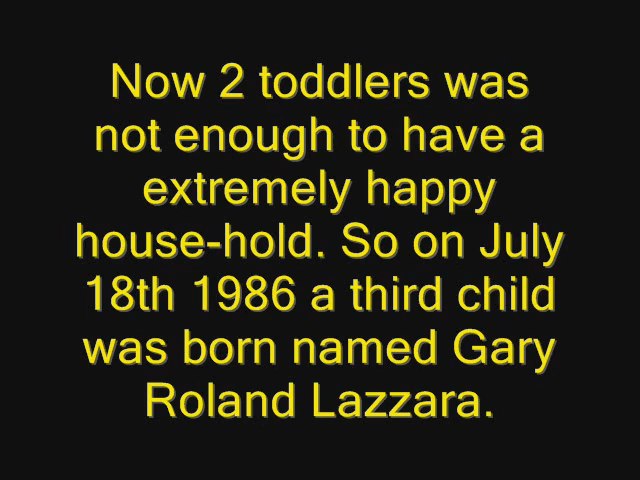 Now 2 toddlers was
not enough to have a
extremely happy
house-hold. So on July
18th 1986 a third child
was born named Gary
Roland Lazzara.